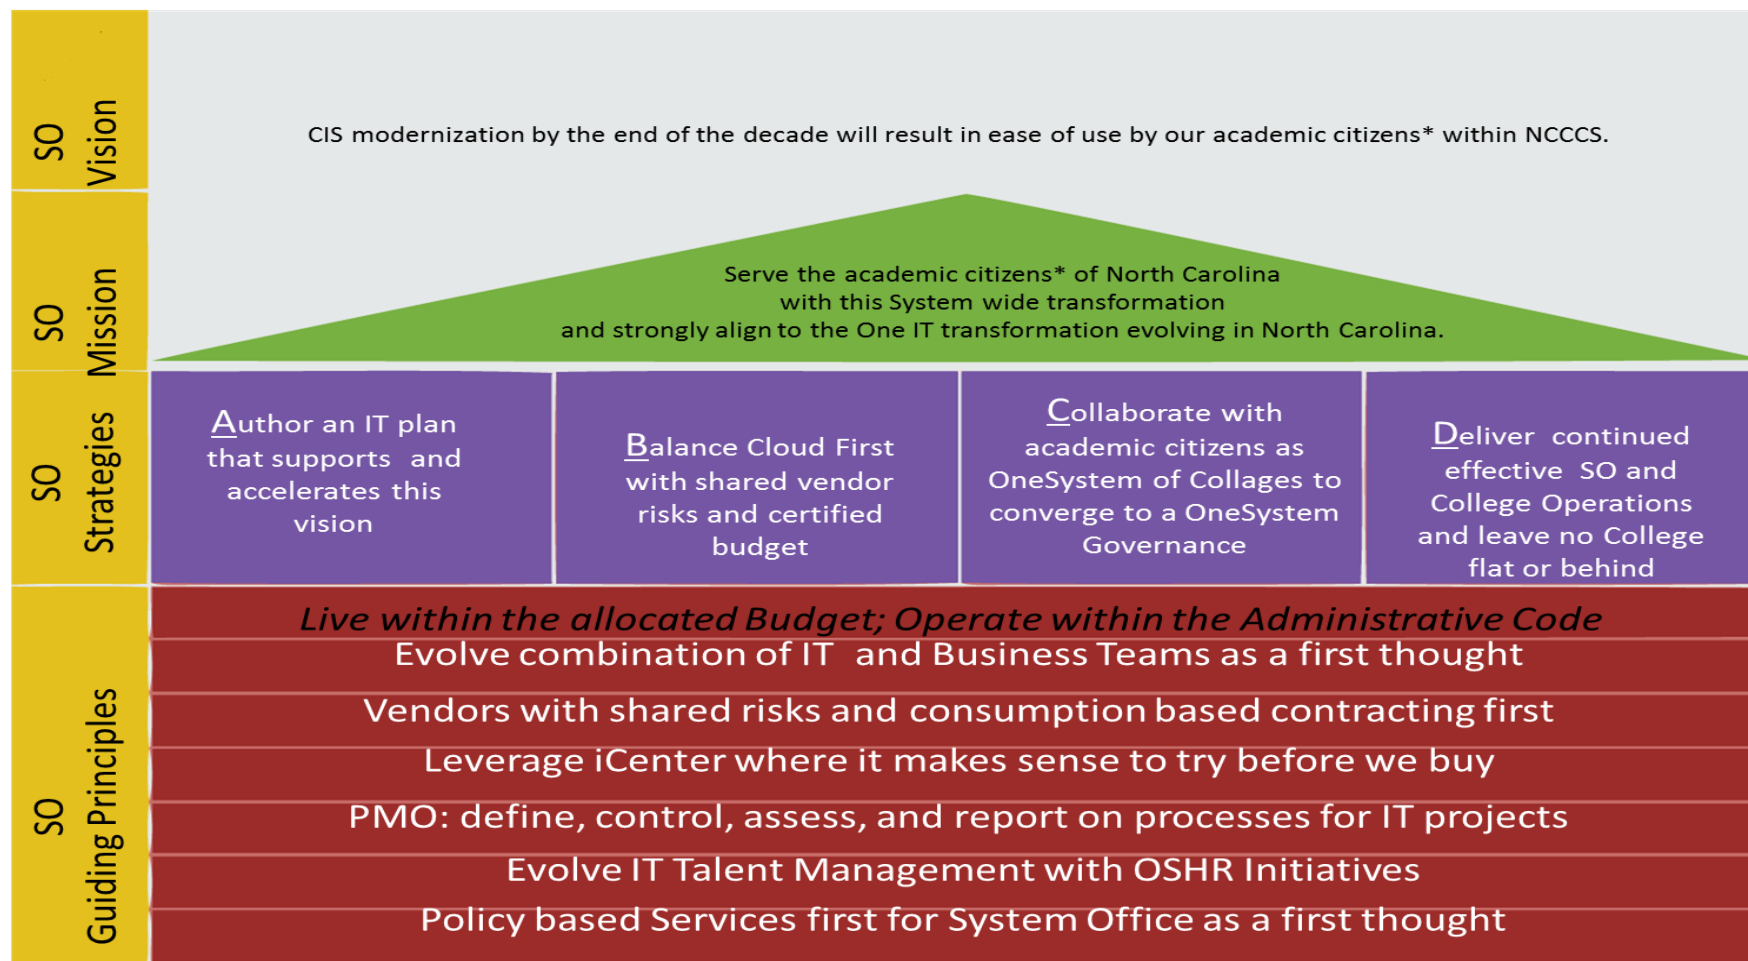 SO
Vision
CIS modernization by the end of the decade will result in ease of use by our academic citizens* within NCCCS.
SO
Mission
Serve the academic citizens* of North Carolina
with this System wide transformation
and strongly align to the One IT transformation evolving in North Carolina.
SO
Strategies
Author an IT plan
that supports and
accelerates this
vision
Balance Cloud First
with shared vendor
risks and certified
budget
Collaborate with
academic citizens as
OneSystem of Collages to
converge to a OneSystem
Governance
Deliver continued
effective SO and
College Operations
and leave no College
flat or behind
SO
Guiding Principles
Live within the allocated Budget; Operate within the Administrative Code
Evolve combination of IT and Business Teams as a first thought
Vendors with shared risks and consumption based contracting first
Leverage iCenter where it makes sense to try before we buy
PMO: define, control, assess, and report on processes for IT projects
Evolve IT Talent Management with OSHR Initiatives
Policy based Services first for System Office as a first thought